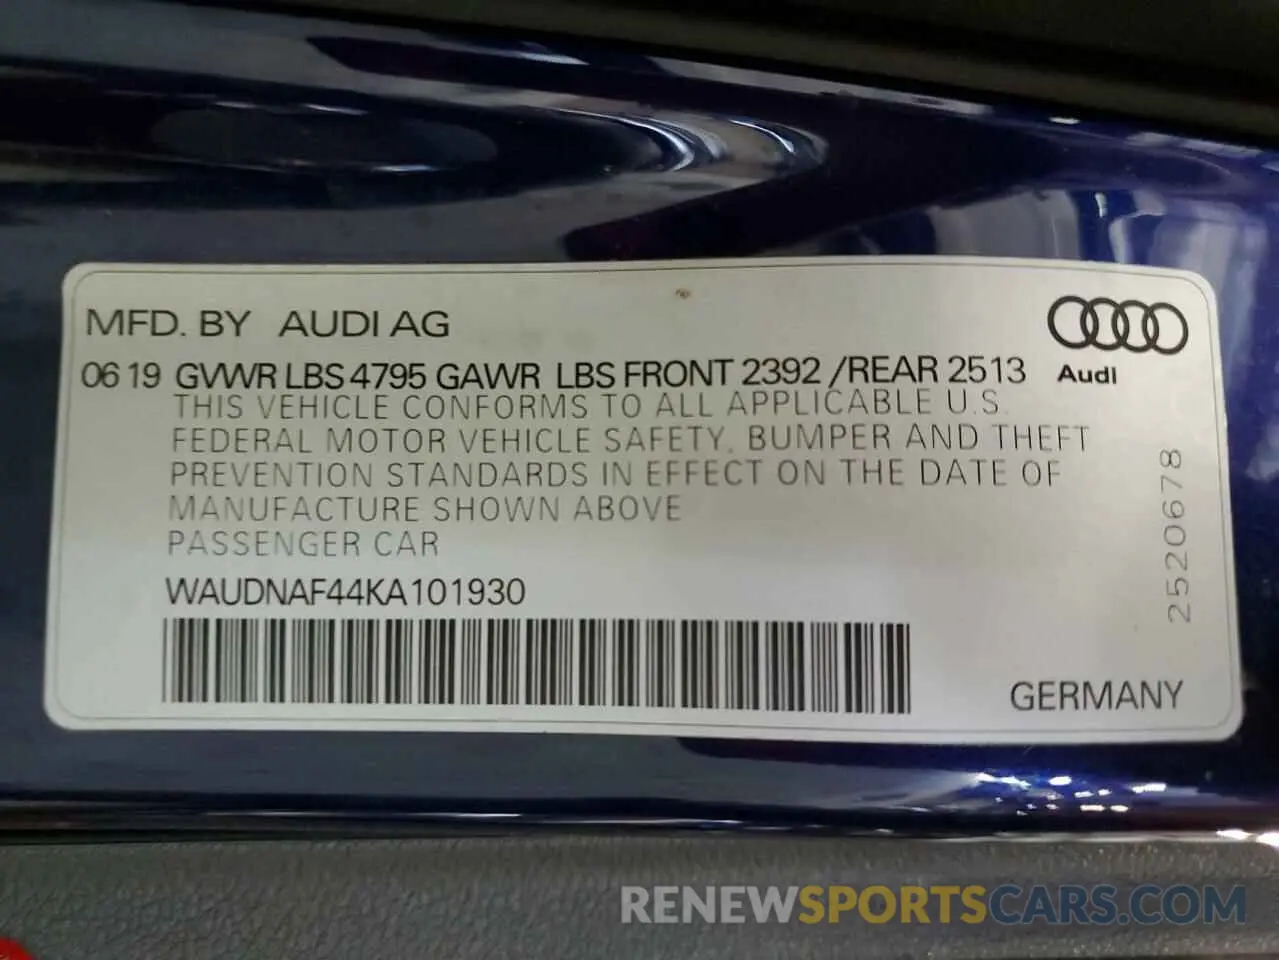 MFD. BY AUDI AG
06 19 GVWR LBS 4795 GAWR LBS FRONT 2392 /REAR 2513
Audi
THIS VEHICLE CONFORMS TO ALL APPLICABLE U.S.
FEDERAL MOTOR VEHICLE SAFETY, BUMPER AND THEFT
PREVENTION STANDARDS IN EFFECT ON THE DATE OF
MANUFACTURE SHOWN ABOVE
PASSENGER CAR
WAUDNAF44KA101930
2520678
GERMANY
RENEWSPORTSCARS.COM